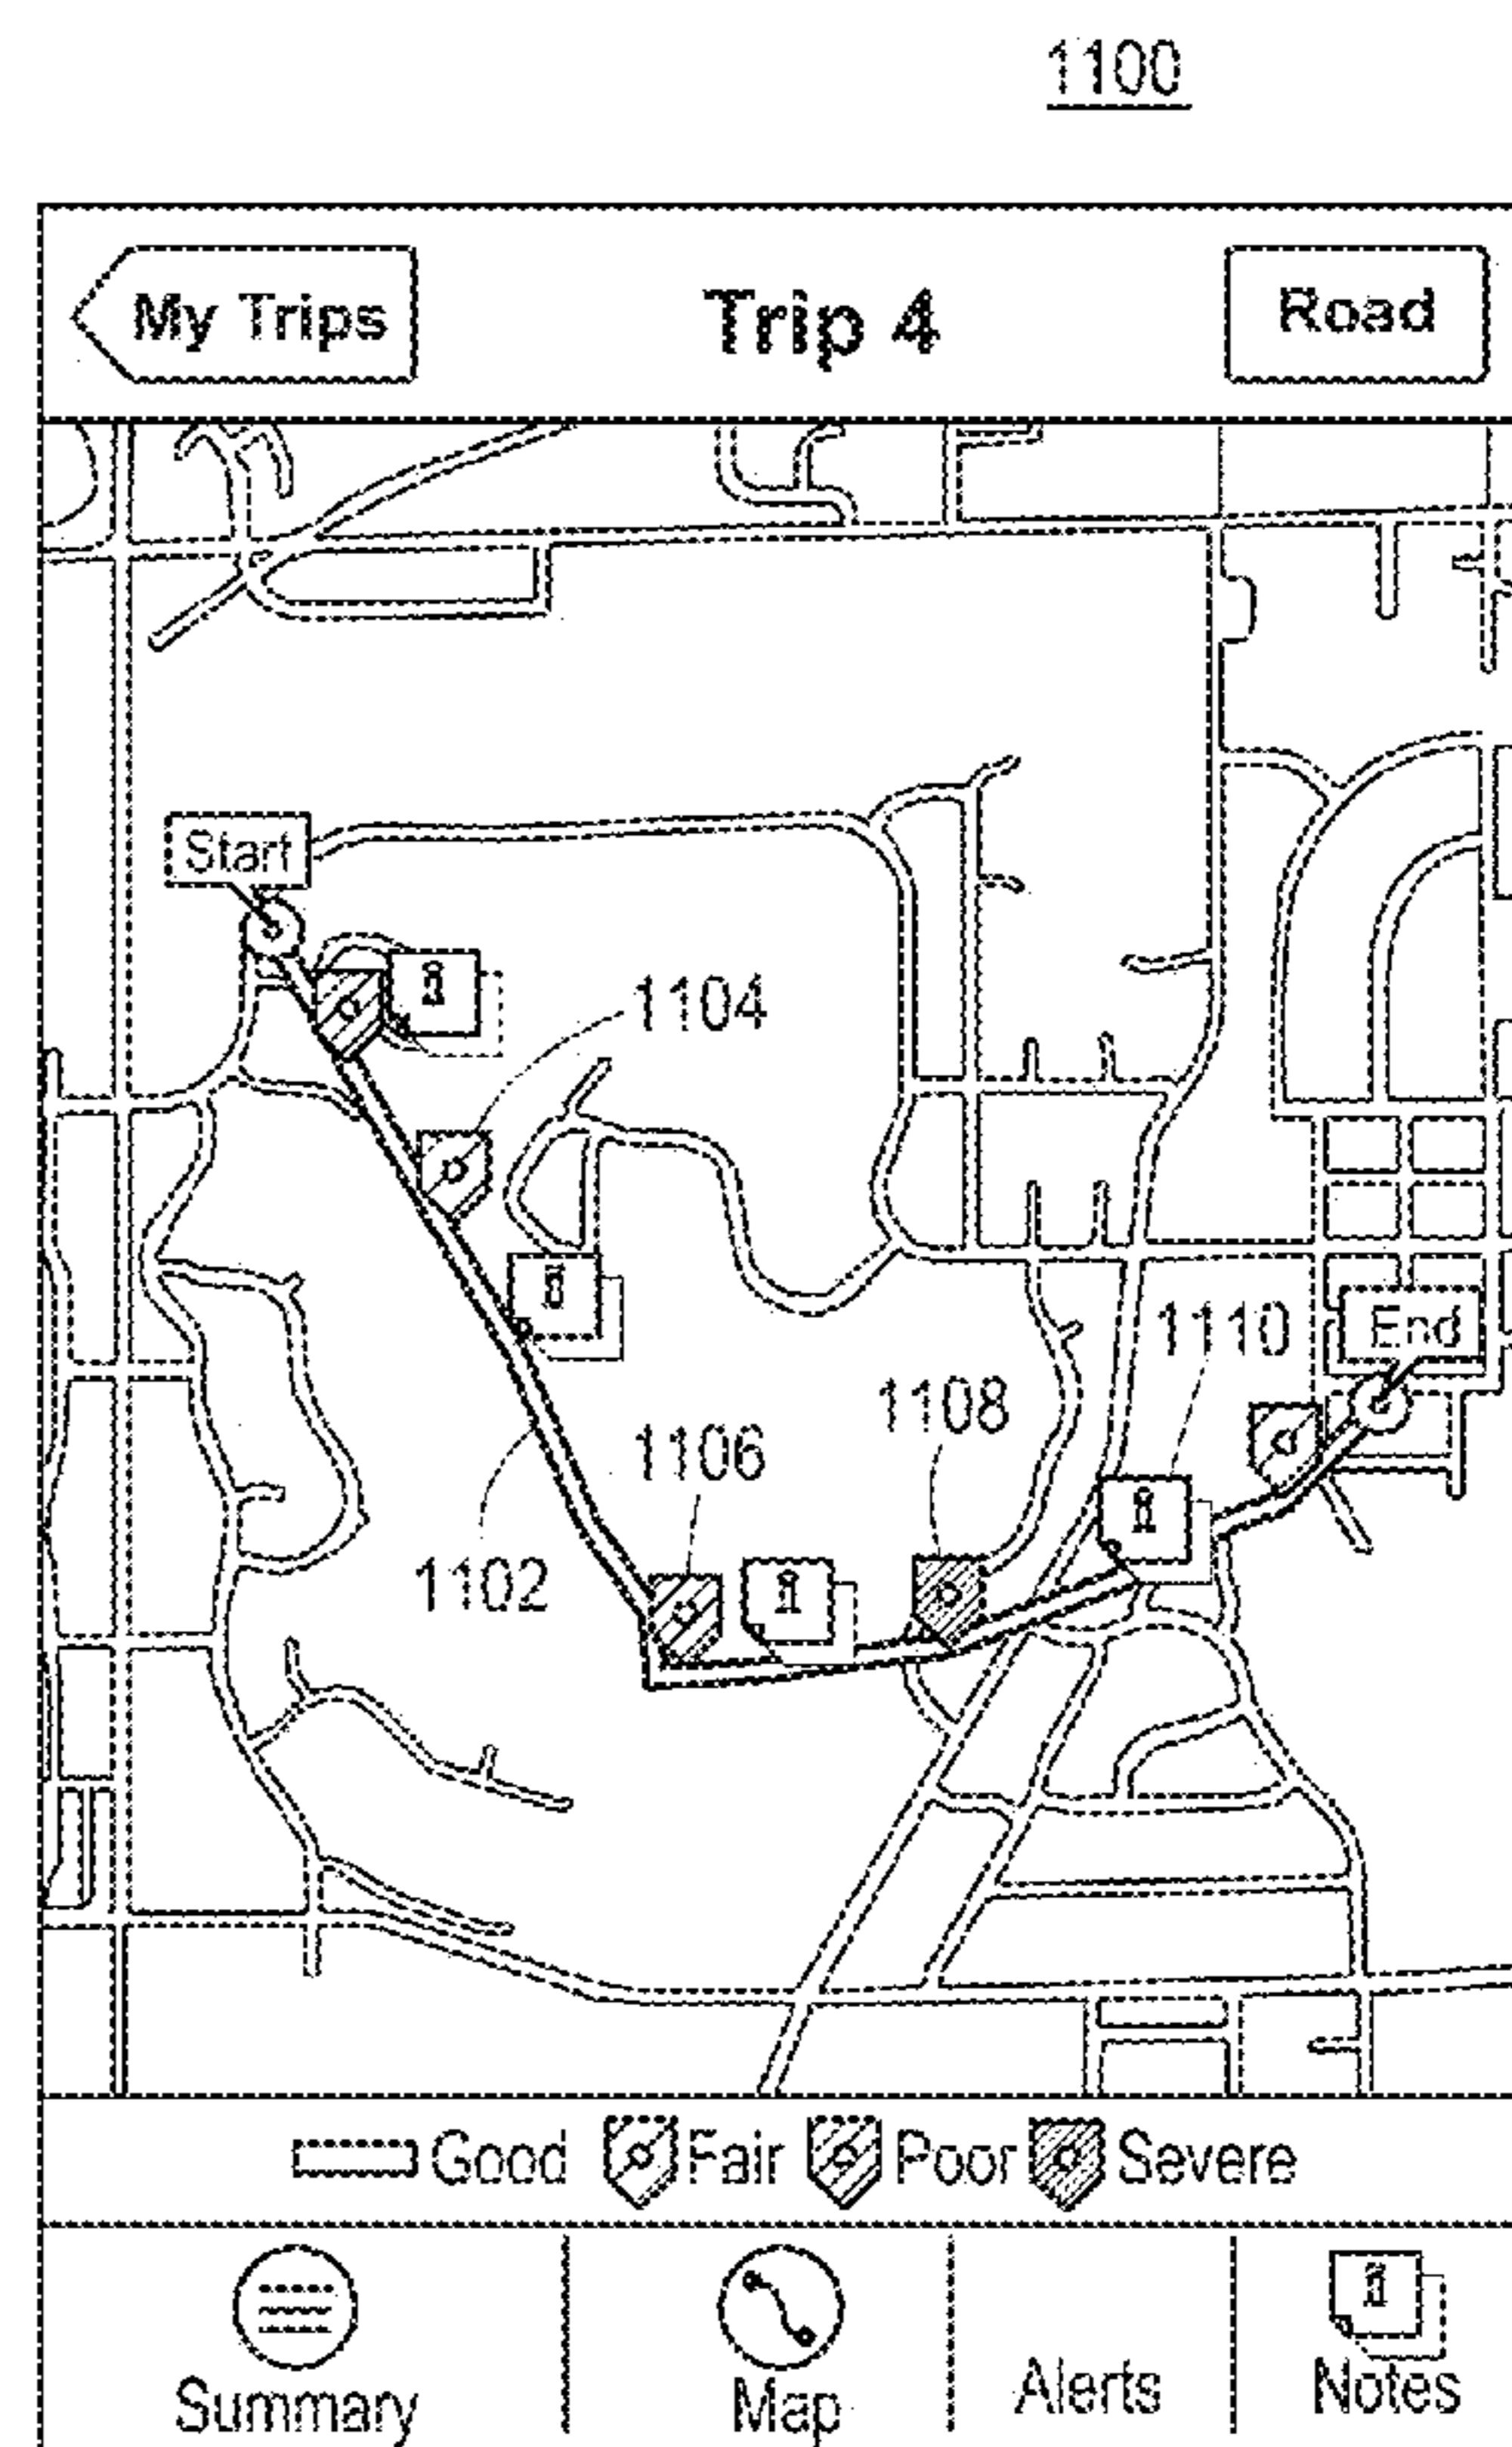 1100
My Trips Trip 4 Road
Start
i
1104
i
1110
End
1108
1106
i
1102
i
Good Fair Poor Severe
i
Summary Map Alerts Notes